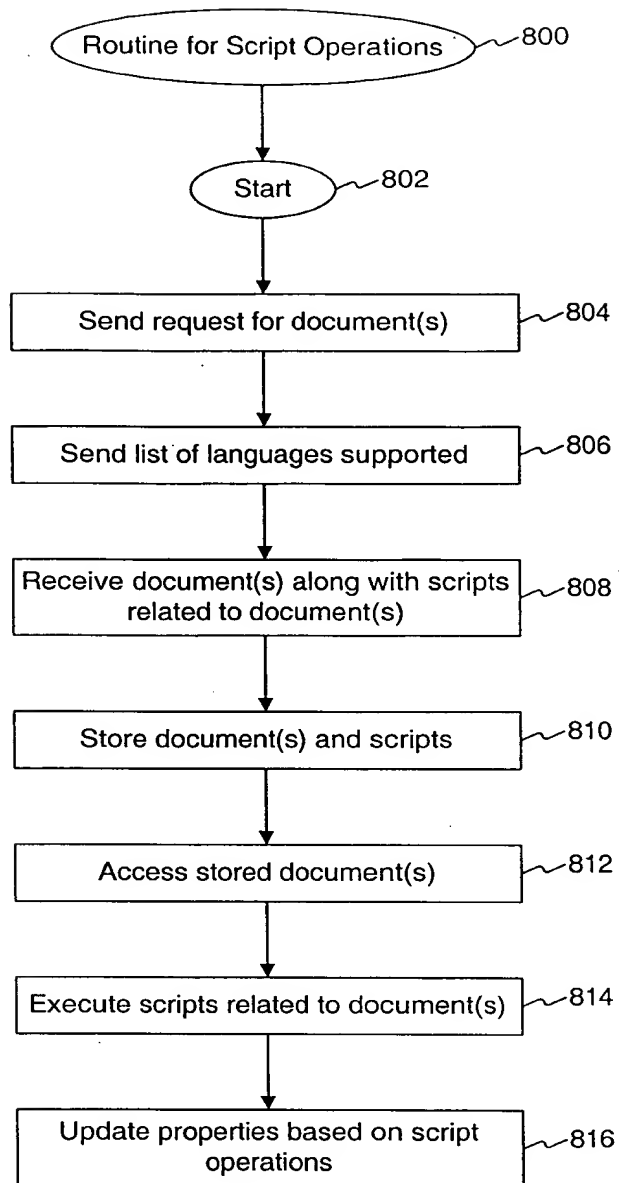 Routine for Script Operations
800
Start
802
Send request for document(s)
804
Send list of languages supported
806
Receive document(s) along with scripts
related to document(s)
808
Store document(s) and scripts
810
Access stored document(s)
812
Execute scripts related to document(s)
814
Update properties based on script
operations
816